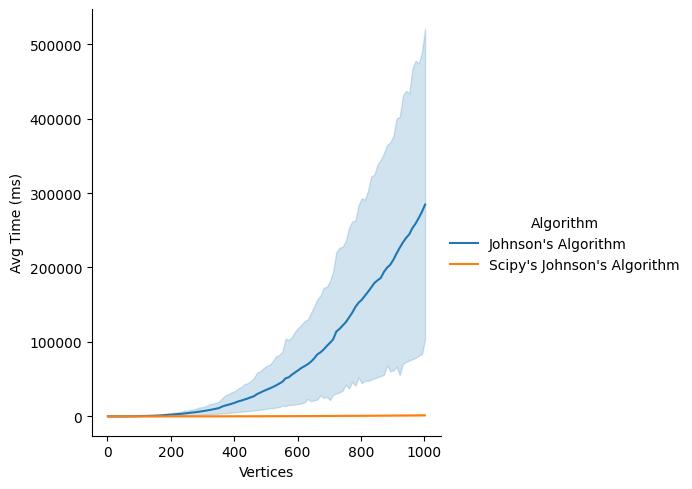 500000
400000
300000
200000
100000
0
Avg Time (ms)
0 200 400 600 800 1000
Vertices
Algorithm
Johnson's Algorithm
Scipy's Johnson's Algorithm